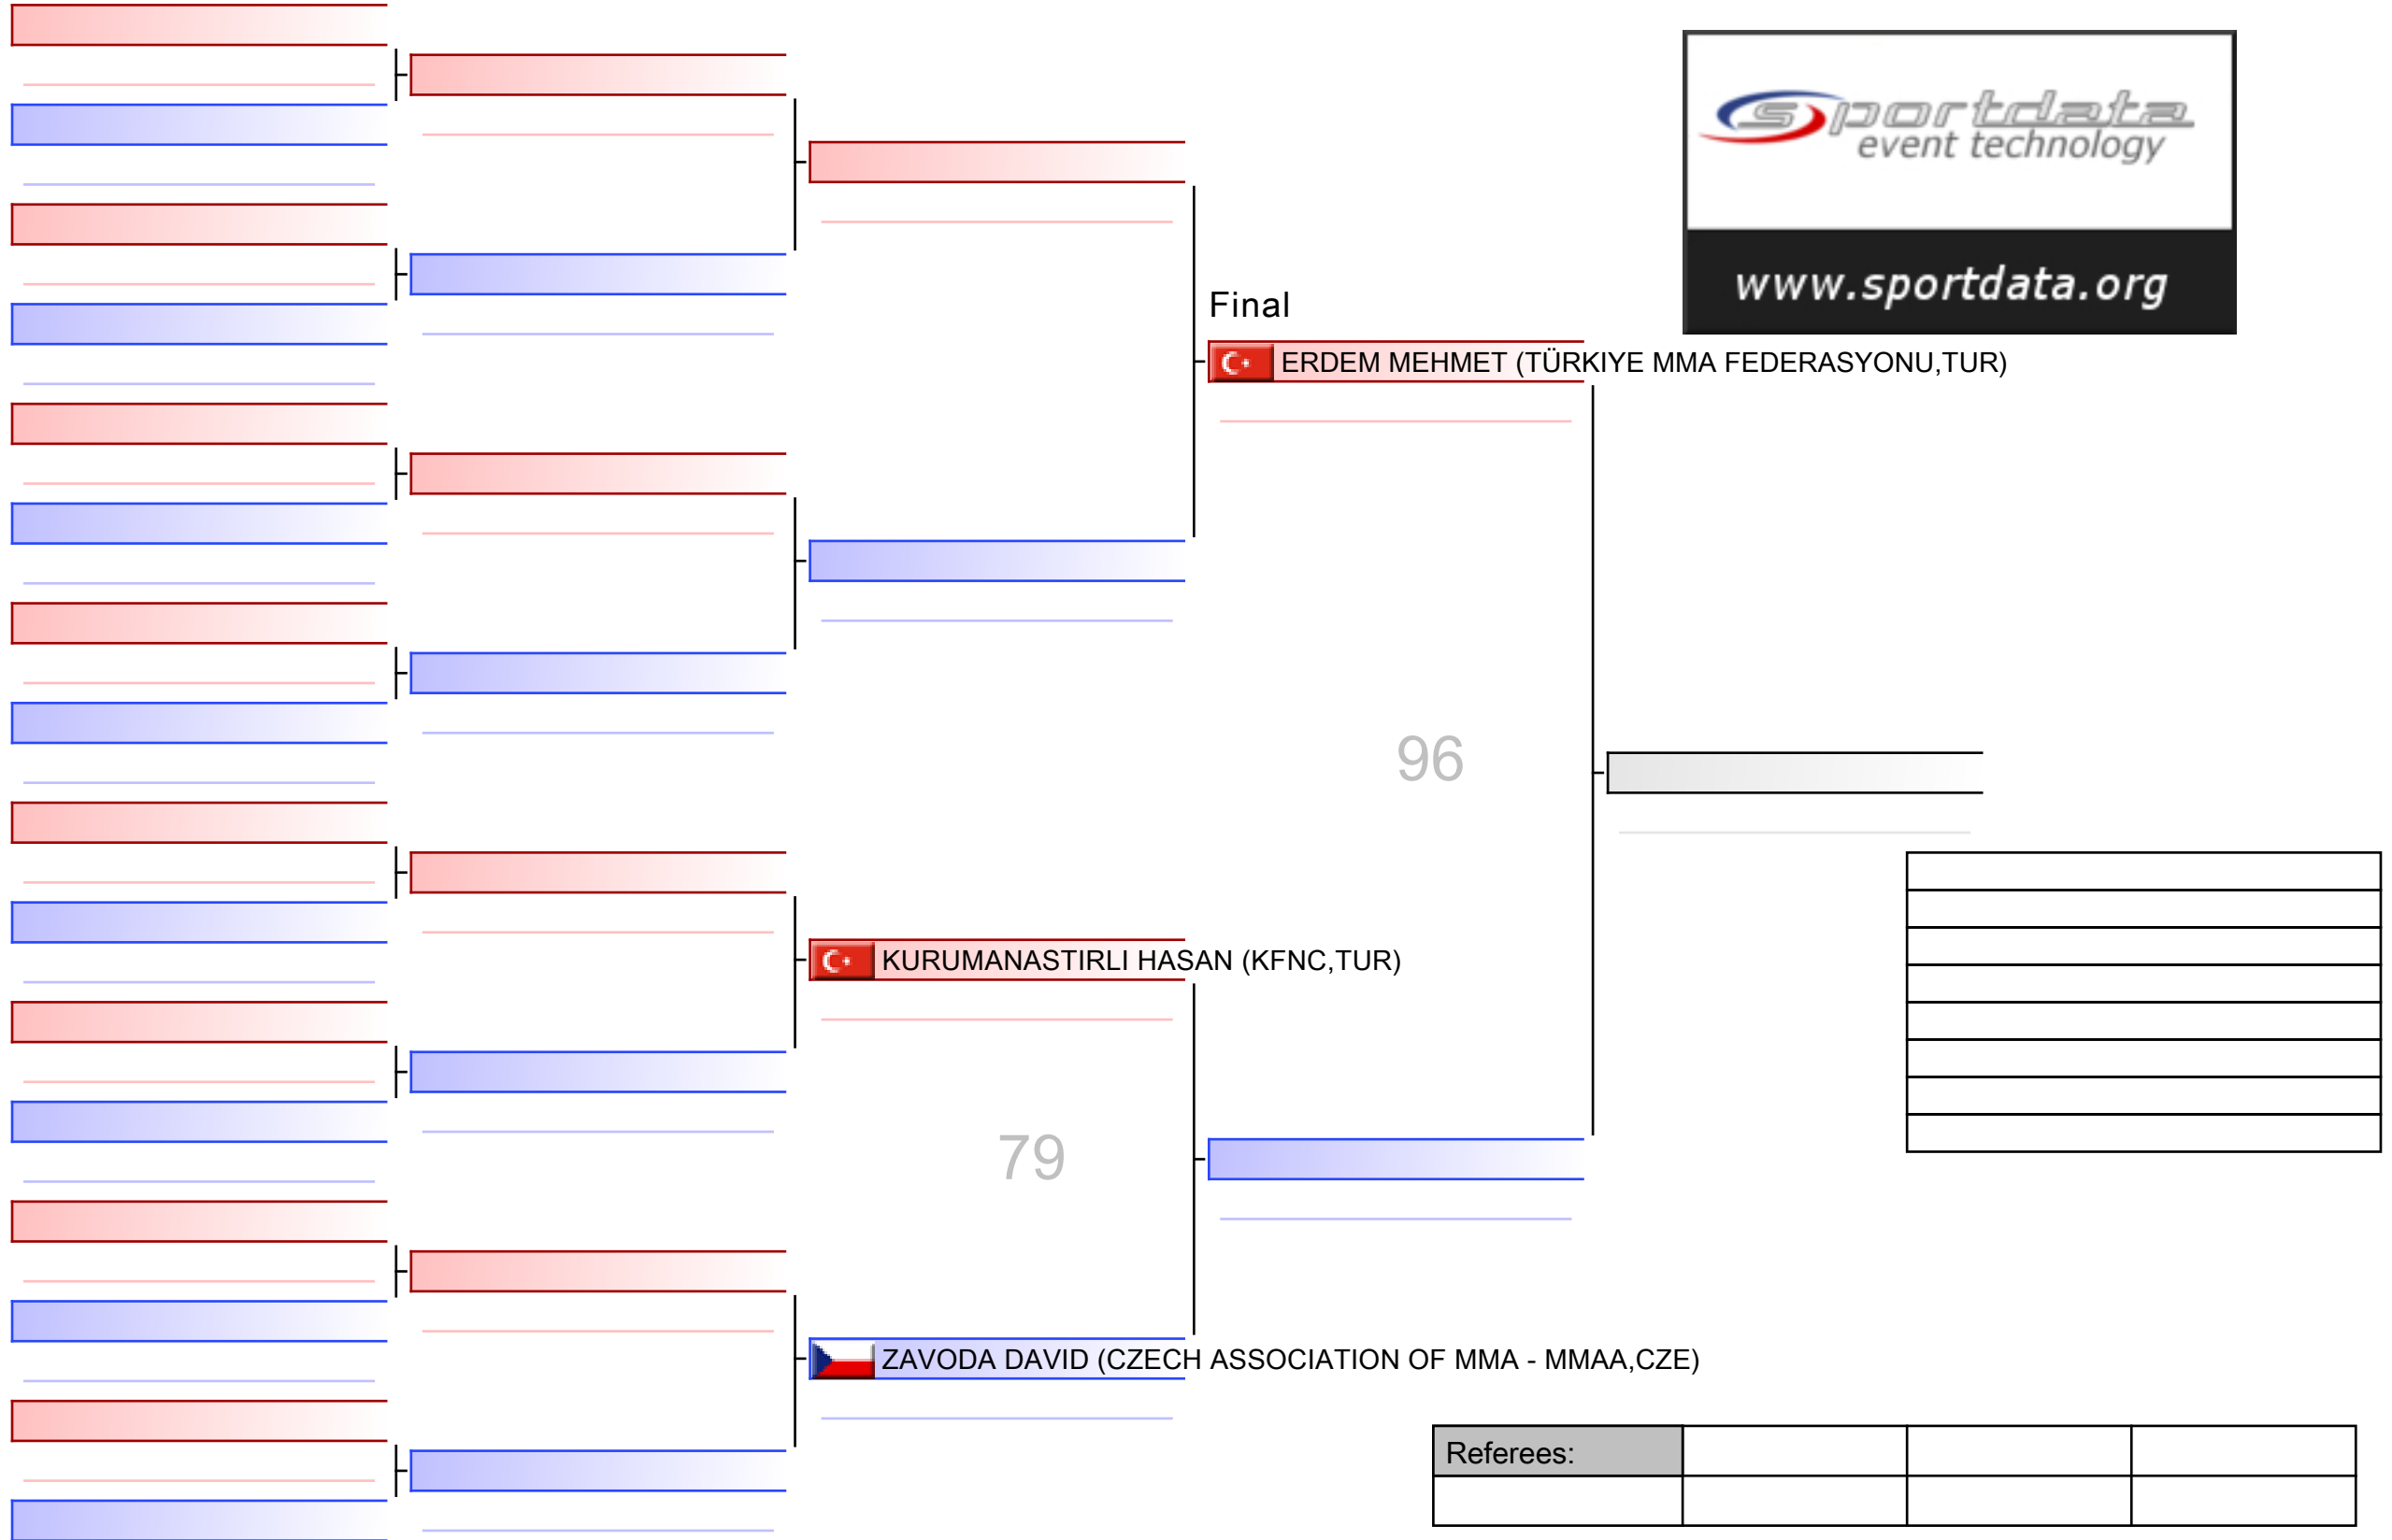 sportdata
event technology
www.sportdata.org
Final
ERDEM MEHMET (TÜRKIYE MMA FEDERASYONU,TUR)
96
KURUMANASTIRLI HASAN (KFNC,TUR)
79
ZAVODA DAVID (CZECH ASSOCIATION OF MMA - MMAA,CZE)
Referees: